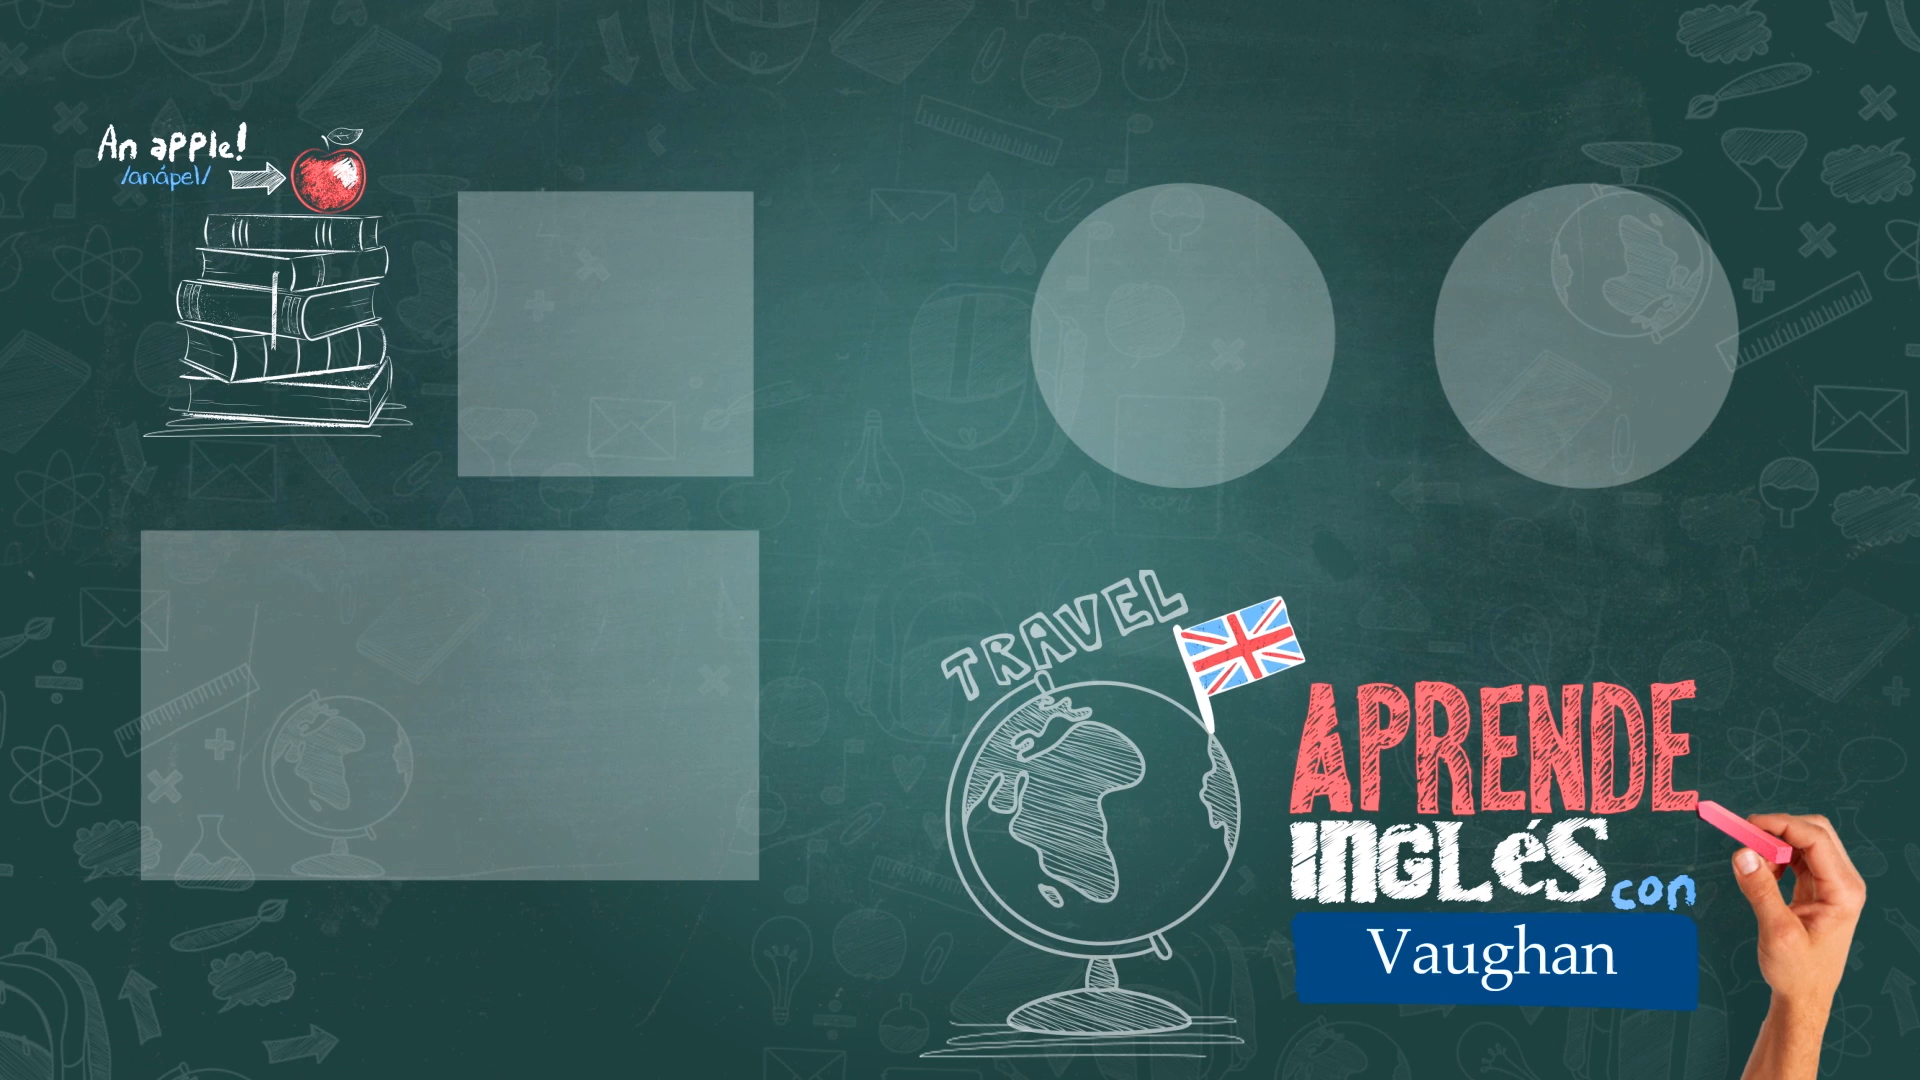 An apple!
/anápel/
TRAVEL
APRENDE
INGLÉS con
Vaughan